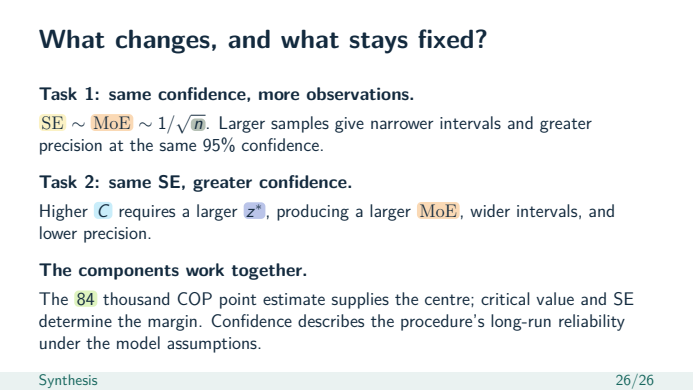 What changes, and what stays fixed?
Task 1: same confidence, more observations.
SE ∼ MoE ∼ 1/√n. Larger samples give narrower intervals and greater
precision at the same 95% confidence.
Task 2: same SE, greater confidence.
Higher C requires a larger z*, producing a larger MoE, wider intervals, and
lower precision.
The components work together.
The 84 thousand COP point estimate supplies the centre; critical value and SE
determine the margin. Confidence describes the procedure's long-run reliability
under the model assumptions.
Synthesis 26/26